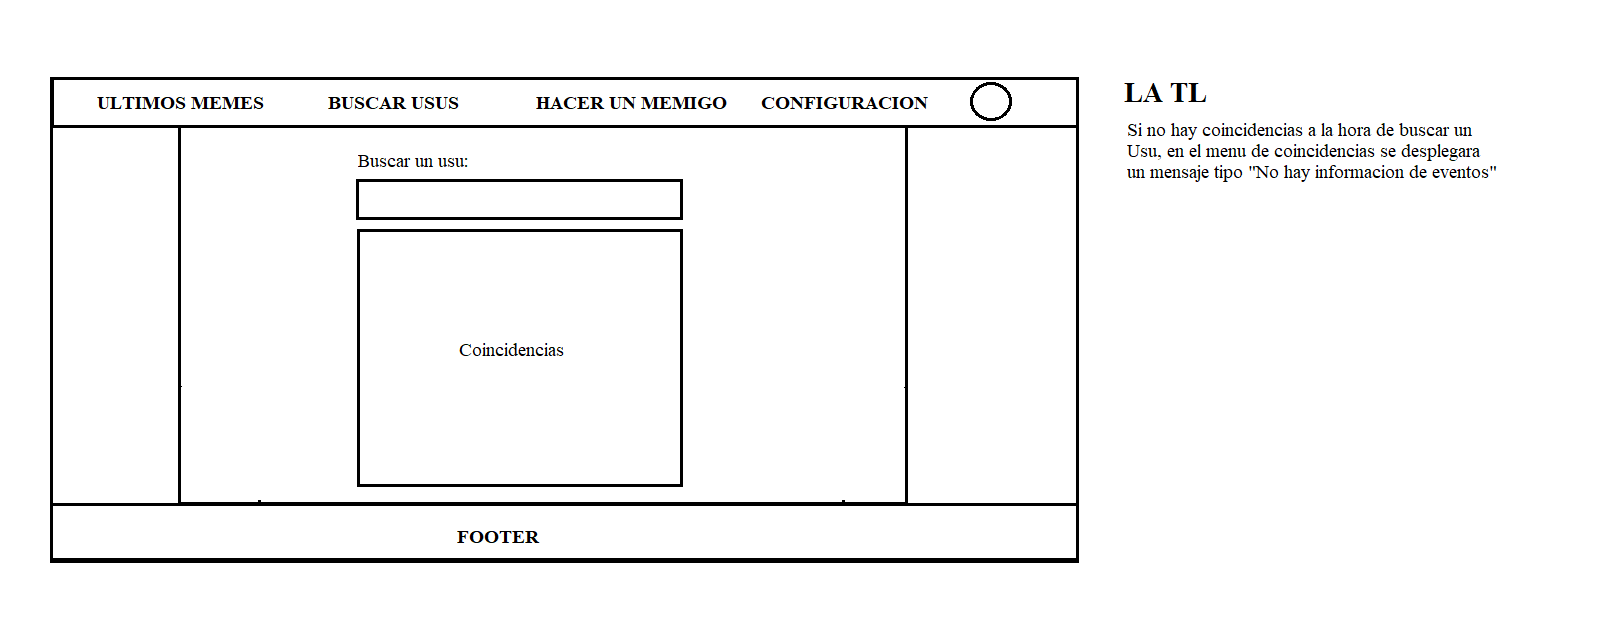 ULTIMOS MEMES BUSCAR USUS HACER UN MEMIGO CONFIGURACION
Buscar un usu:
Coincidencias
FOOTER
LA TL
Si no hay coincidencias a la hora de buscar un
Usu, en el menu de coincidencias se desplegara
un mensaje tipo "No hay informacion de eventos"